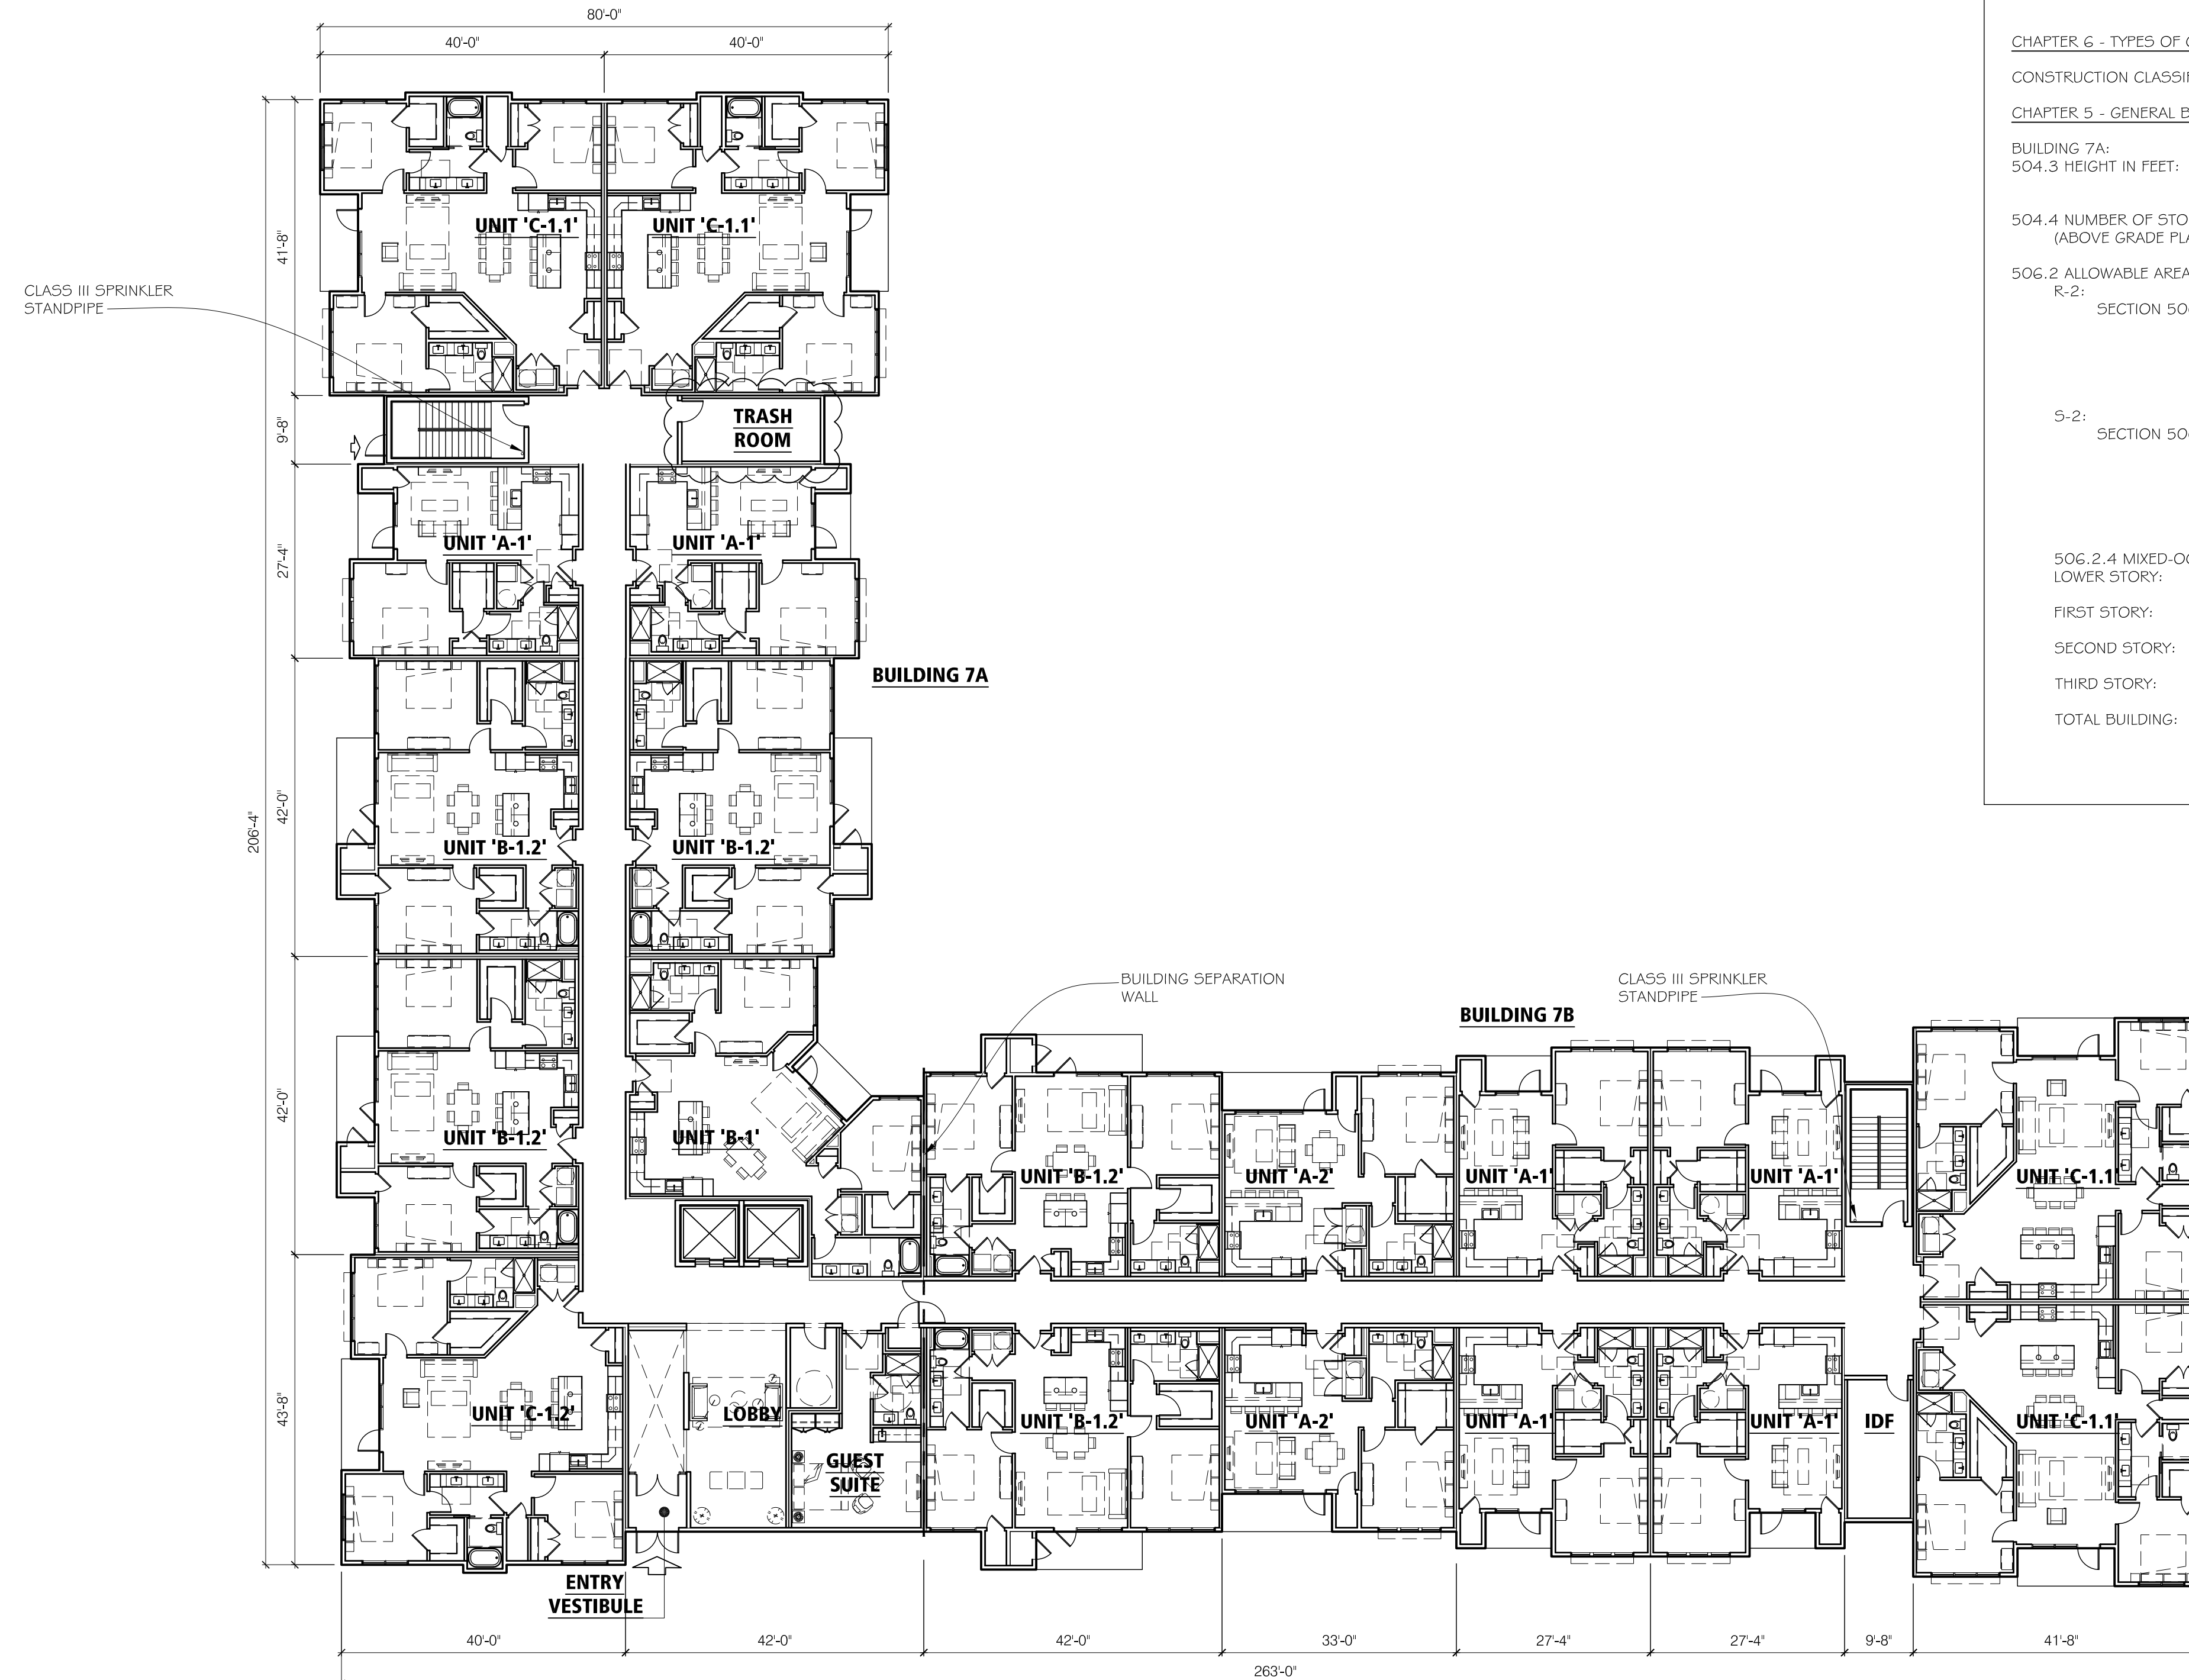 80'-0"
40'-0"
40'-0"
CHAPTER 6 - TYPES OF
CONSTRUCTION CLASSIF
CHAPTER 5 - GENERAL B
BUILDING 7A:
504.3 HEIGHT IN FEET:
504.4 NUMBER OF STO
(ABOVE GRADE PLA
506.2 ALLOWABLE AREA
R-2:
SECTION 506
S-2:
SECTION 506
506.2.4 MIXED-OC
LOWER STORY:
FIRST STORY:
SECOND STORY:
THIRD STORY:
TOTAL BUILDING:
UNIT 'C-1.1'
UNIT 'C-1.1'
41'-8"
CLASS III SPRINKLER
STANDPIPE
TRASH
ROOM
9'-8"
UNIT 'A-1'
UNIT 'A-1'
27'-4"
BUILDING 7A
206'-4"
42'-0"
UNIT 'B-1.2'
UNIT 'B-1.2'
BUILDING SEPARATION
WALL
CLASS III SPRINKLER
STANDPIPE
BUILDING 7B
42'-0"
UNIT 'B-1.2'
UNIT 'B-1'
UNIT 'B-1.2'
UNIT 'A-2'
UNIT 'A-1'
UNIT 'A-1'
UNIT 'C-1.1'
43'-8"
UNIT 'C-1.2'
LOBBY
GUEST
SUITE
UNIT 'B-1.2'
UNIT 'A-2'
UNIT 'A-1'
UNIT 'A-1'
IDF
UNIT 'C-1.1'
ENTRY
VESTIBULE
40'-0"
42'-0"
42'-0"
33'-0"
27'-4"
27'-4"
9'-8"
41'-8"
263'-0"